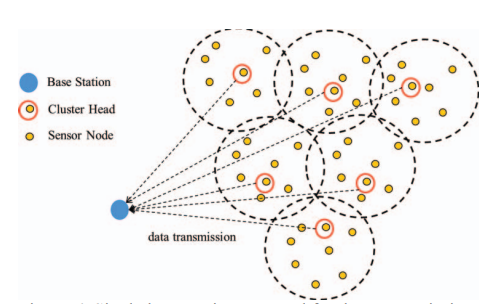 Base Station
Cluster Head
Sensor Node
data transmission